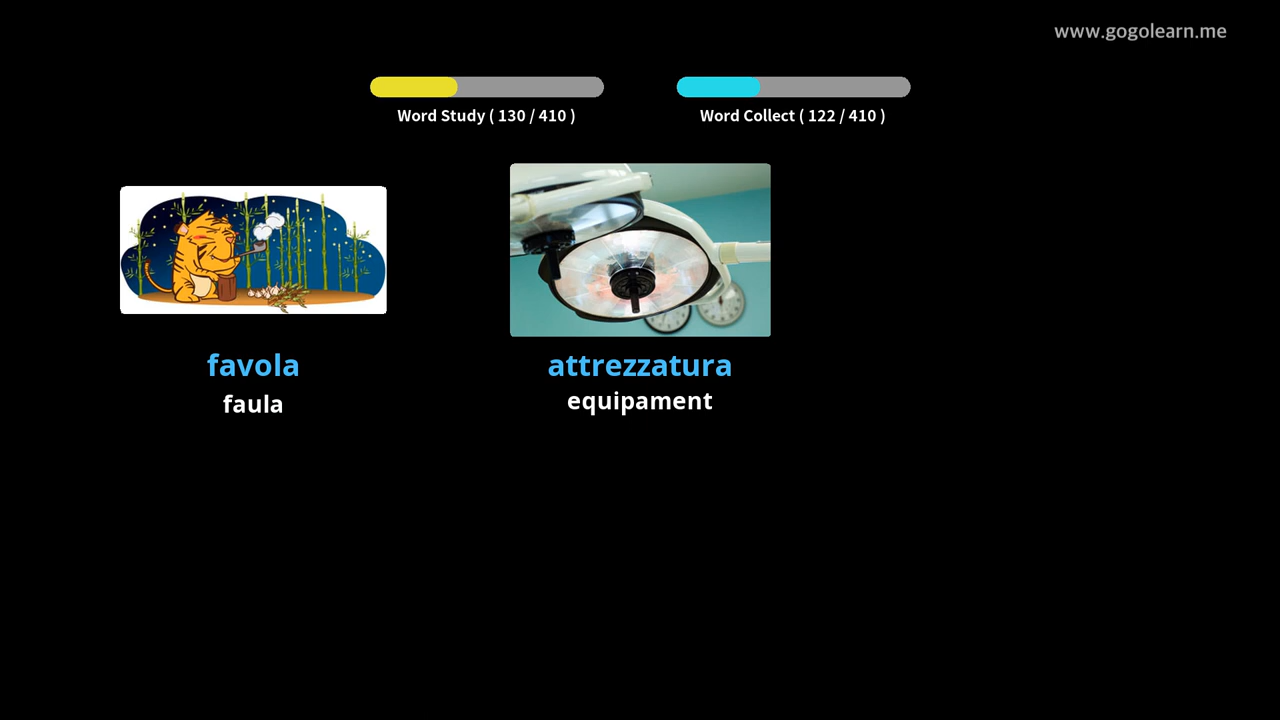 www.gogolearn.me
Word Study ( 130 / 410 )
Word Collect ( 122 / 410 )
favola
faula
attrezzatura
equipament